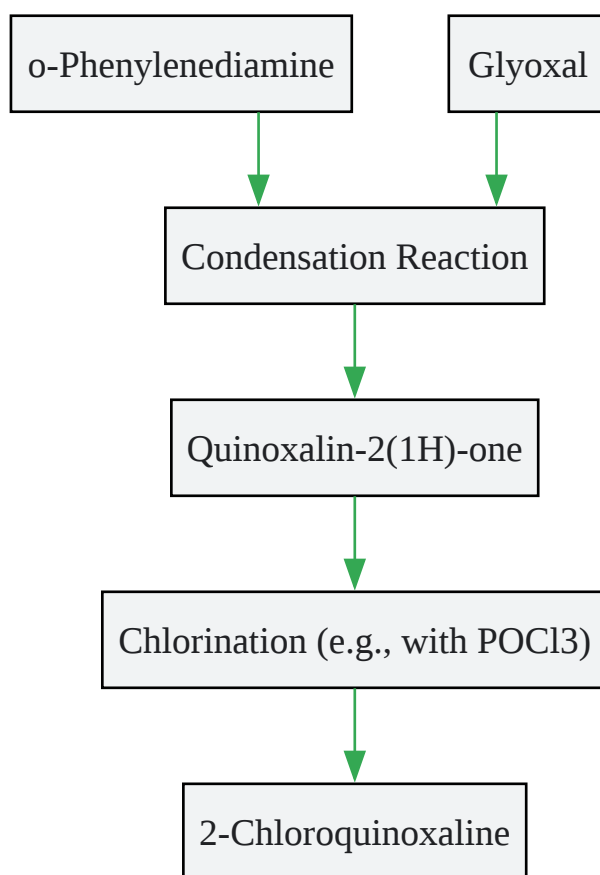 o-Phenylenediamine
Glyoxal
Condensation Reaction
Quinoxalin-2(1H)-one
Chlorination (e.g., with POCl3)
2-Chloroquinoxaline